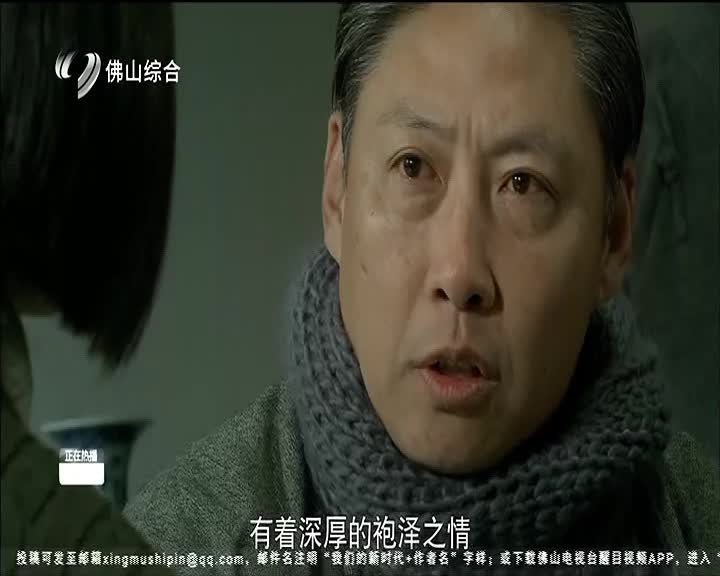 佛山综合
正在热播
有着深厚的袍泽之情
投稿可发至邮箱xingmushipin@qq.com，邮件名注明“我们的新时代+作者名”字样；或下载佛山电视台醒目视频APP，进入“